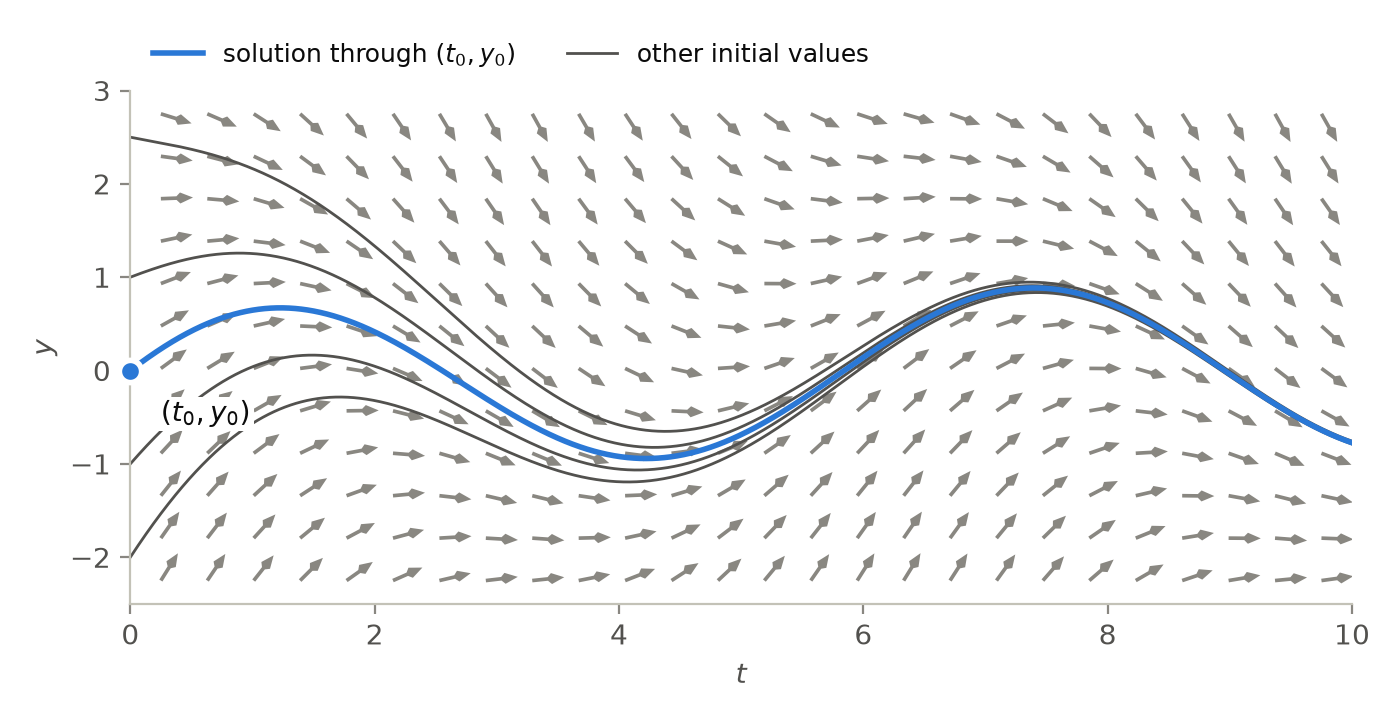 solution through (t₀, y₀)
other initial values
3
2
1
0
−1
−2
y
(t₀, y₀)
0 2 4 6 8 10
t